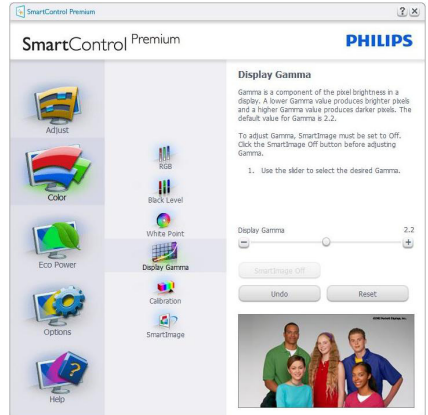 SmartControl Premium
SmartControl Premium
PHILIPS
Adjust
Color
Eco Power
Options
Help
RGB
Black Level
White Point
Display Gamma
Calibration
SmartImage
Display Gamma
Gamma is a component of the pixel brightness in a
display. A lower Gamma value produces brighter pixels
and a higher Gamma value produces darker pixels. The
default value for Gamma is 2.2.
To adjust Gamma, SmartImage must be set to Off.
Click the SmartImage Off button before adjusting
Gamma.
1. Use the slider to select the desired Gamma.
Display Gamma 2.2
SmartImage Off
Undo Reset